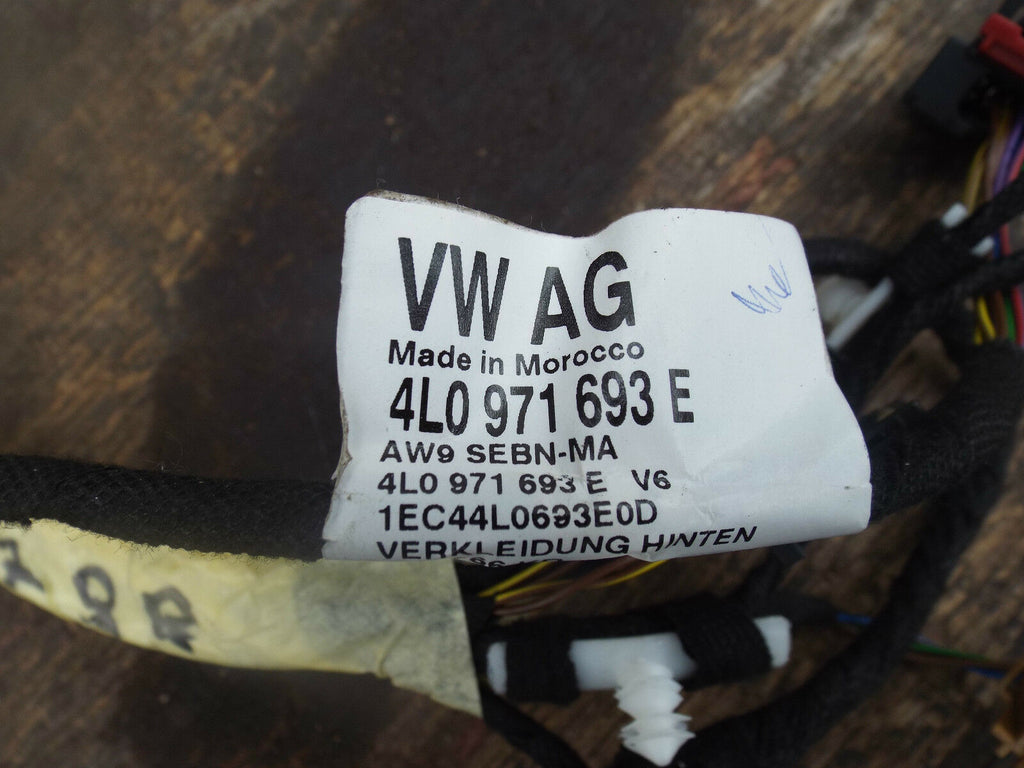 VW AG
Made in Morocco
4L0 971 693 E
AW9 SEBN-MA
4L0 971 693 E V6
1EC44L0693E0D
VERKLEIDUNG HINTEN